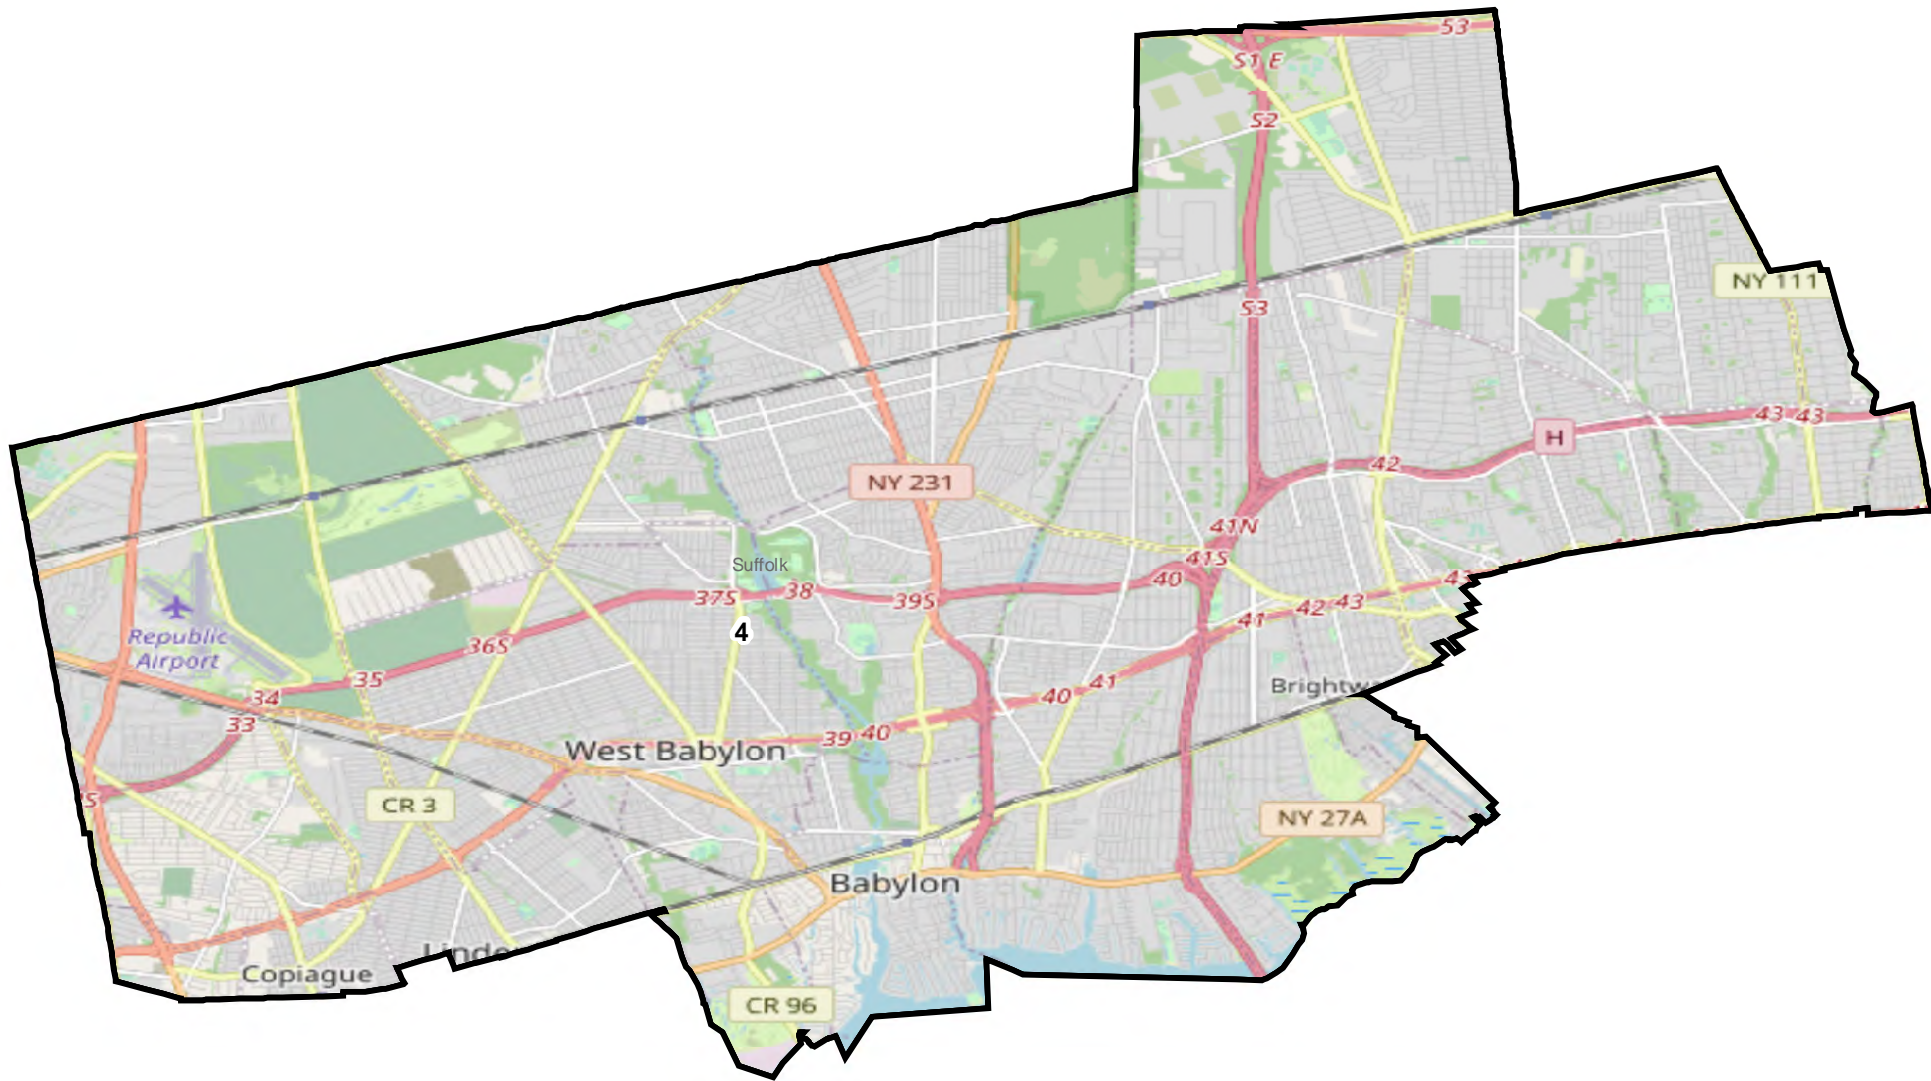 53
S1 E
S2
NY 111
S3
43 43
H
42
NY 231
41N
41S
Suffolk
40
37S
38
39S
42
43
41
4
Republic
Airport
36S
35
34
33
40
41
39
40
West Babylon
CR 3
NY 27A
Babylon
Copiague
CR 96